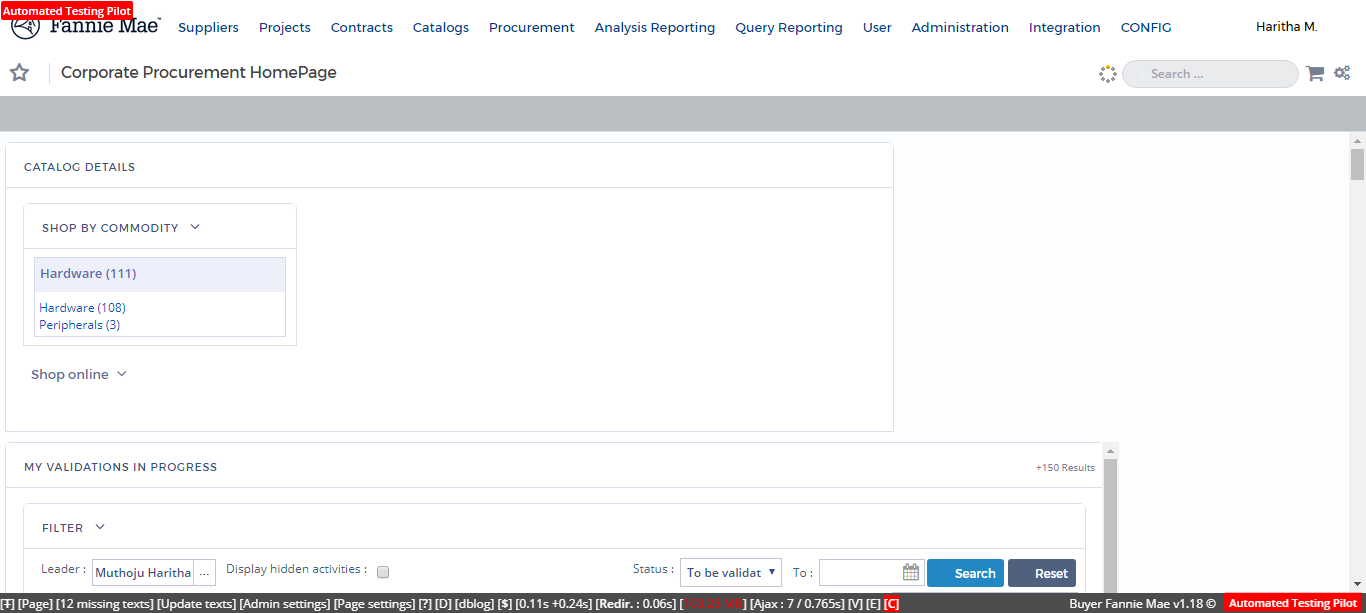 Automated Testing Pilot
Fannie Mae™ Suppliers Projects Contracts Catalogs Procurement Analysis Reporting Query Reporting User Administration Integration CONFIG Haritha M.
Corporate Procurement HomePage Search ...
CATALOG DETAILS
SHOP BY COMMODITY
Hardware (111)
Hardware (108)
Peripherals (3)
Shop online
MY VALIDATIONS IN PROGRESS +150 Results
FILTER
Leader : Muthoju Haritha ... Display hidden activities : Status : To be validat To : Search Reset
[Page] [12 missing texts] [Update texts] [Admin settings] [Page settings] [?] [D] [dblog] [$] [0.11s +0.24s] [Redir. : 0.06s] [Ajax : 7 / 0.765s] [V] [E] [C] Buyer Fannie Mae v1.18 © Automated Testing Pilot